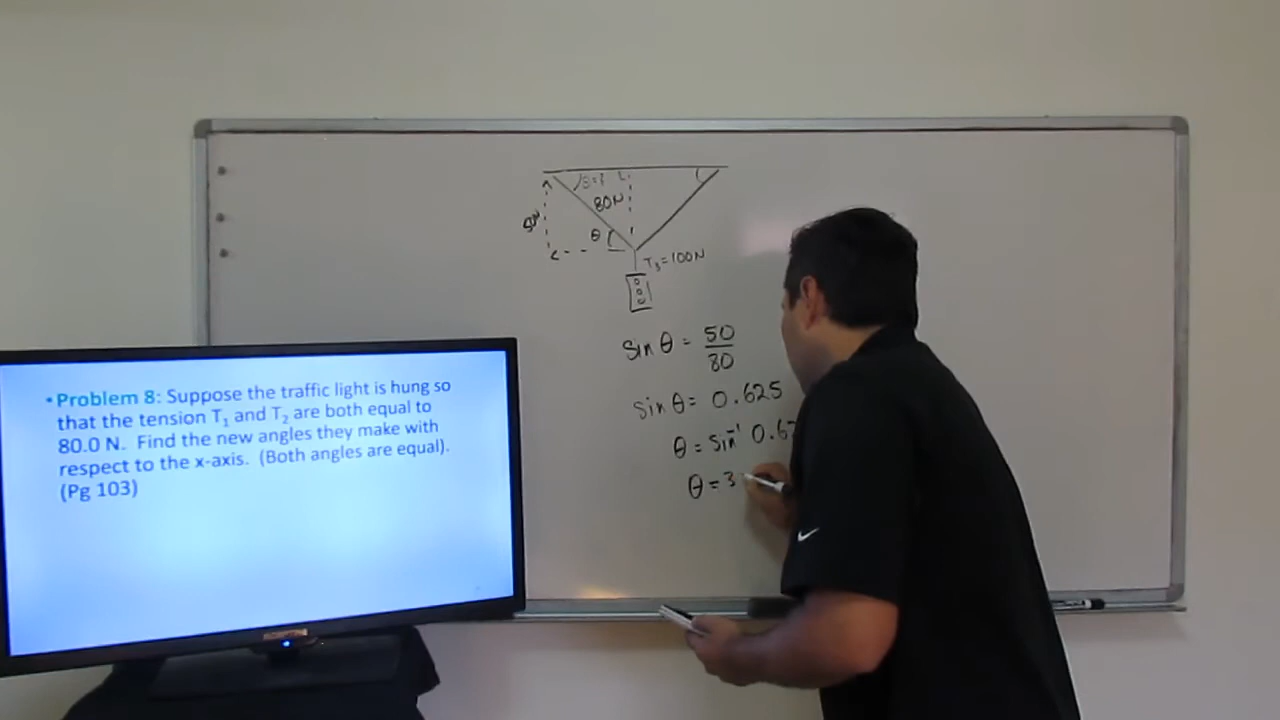 80N
50N
θ
T₃=100N
sin θ = 50/80
sin θ = 0.625
θ = sin⁻¹ 0.62
θ = 3
• Problem 8: Suppose the traffic light is hung so
that the tension T₁ and T₂ are both equal to
80.0 N. Find the new angles they make with
respect to the x-axis. (Both angles are equal).
(Pg 103)